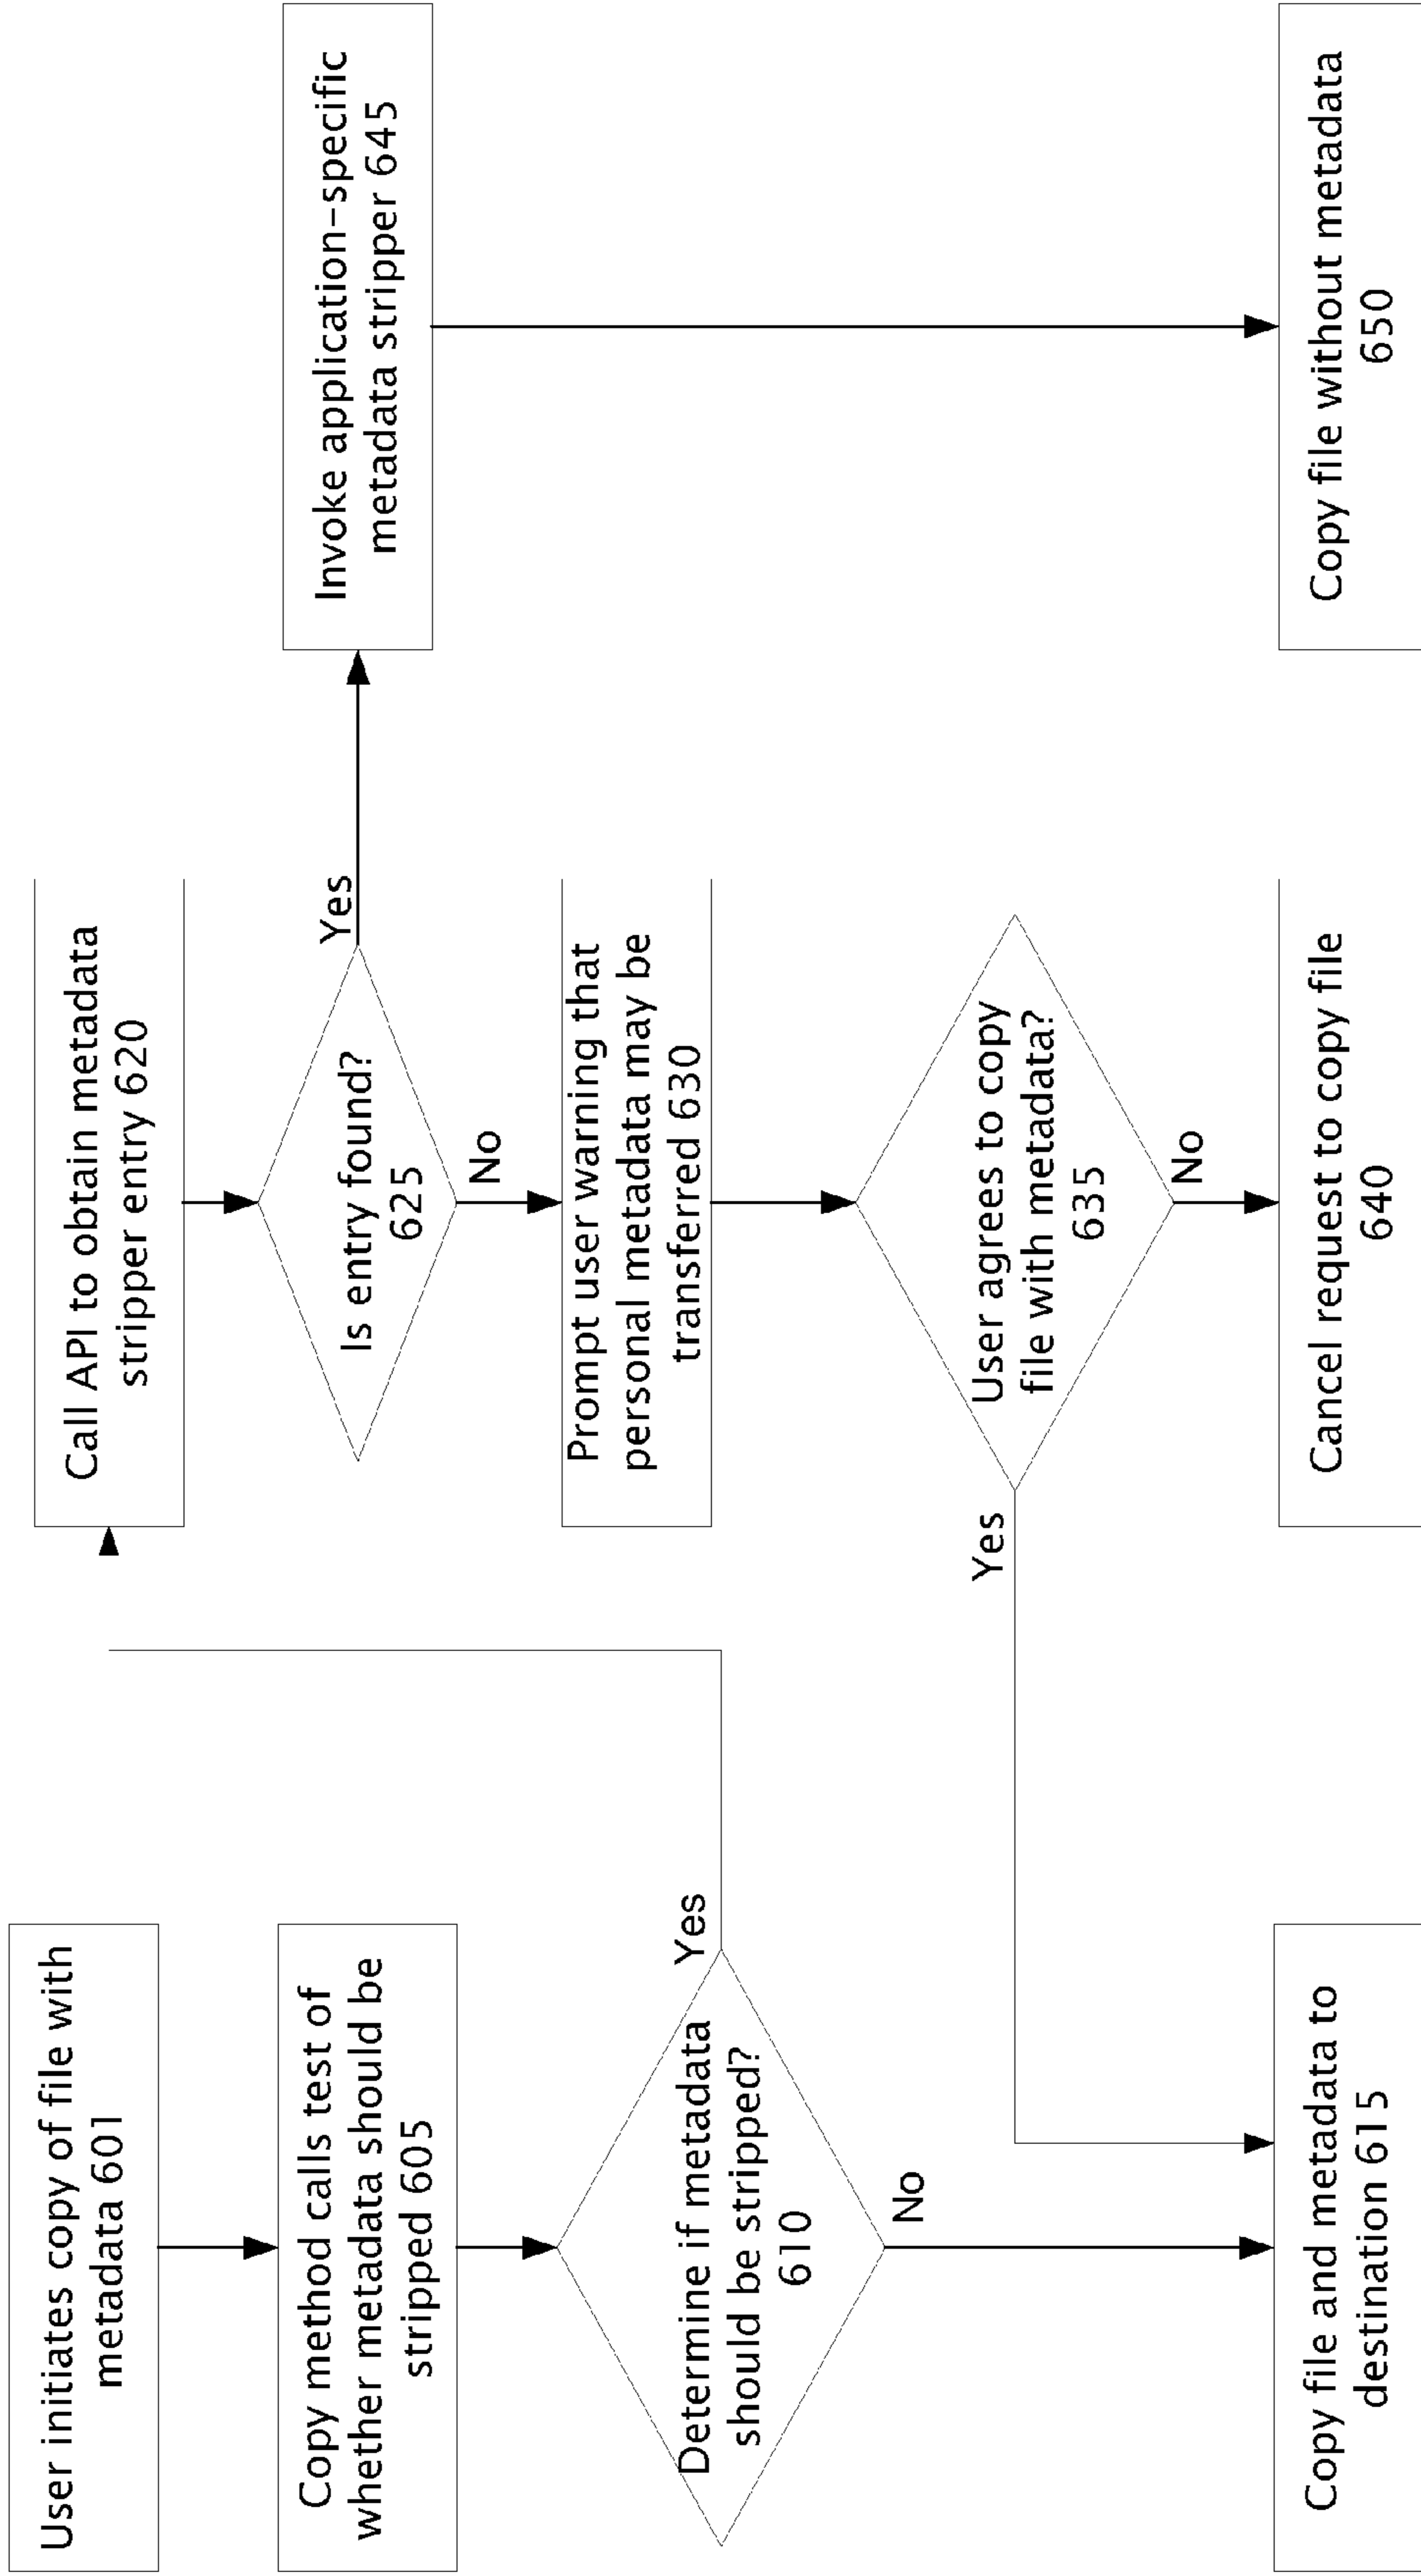 User initiates copy of file with
metadata 601
Copy method calls test of
whether metadata should be
stripped 605
Determine if metadata
should be stripped?
610
Yes
No
Copy file and metadata to
destination 615
Call API to obtain metadata
stripper entry 620
Is entry found?
625
Yes
No
Prompt user warning that
personal metadata may be
transferred 630
User agrees to copy
file with metadata?
635
Yes
No
Cancel request to copy file
640
Invoke application-specific
metadata stripper 645
Copy file without metadata
650